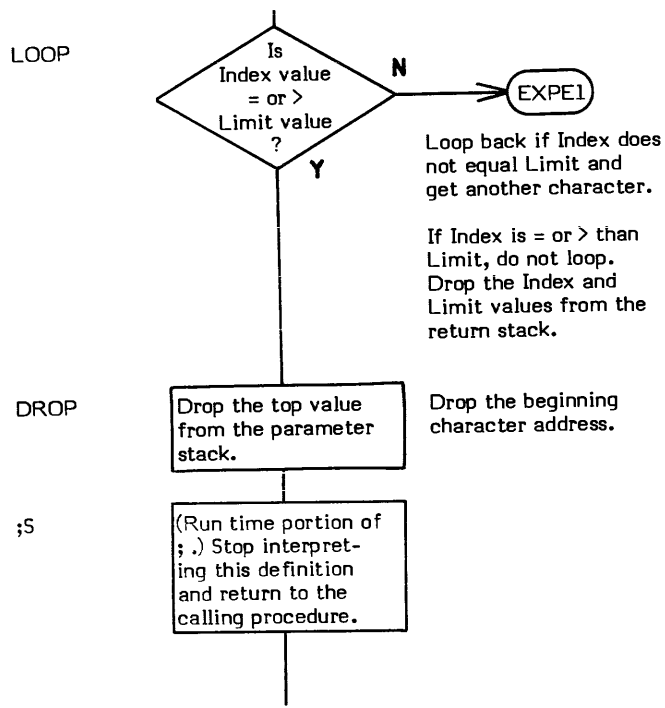 LOOP
Is
Index value
= or >
Limit value
?
N
EXPE1
Y
Loop back if Index does
not equal Limit and
get another character.
If Index is = or > than
Limit, do not loop.
Drop the Index and
Limit values from the
return stack.
DROP
Drop the top value
from the parameter
stack.
Drop the beginning
character address.
;S
(Run time portion of
; .) Stop interpret-
ing this definition
and return to the
calling procedure.